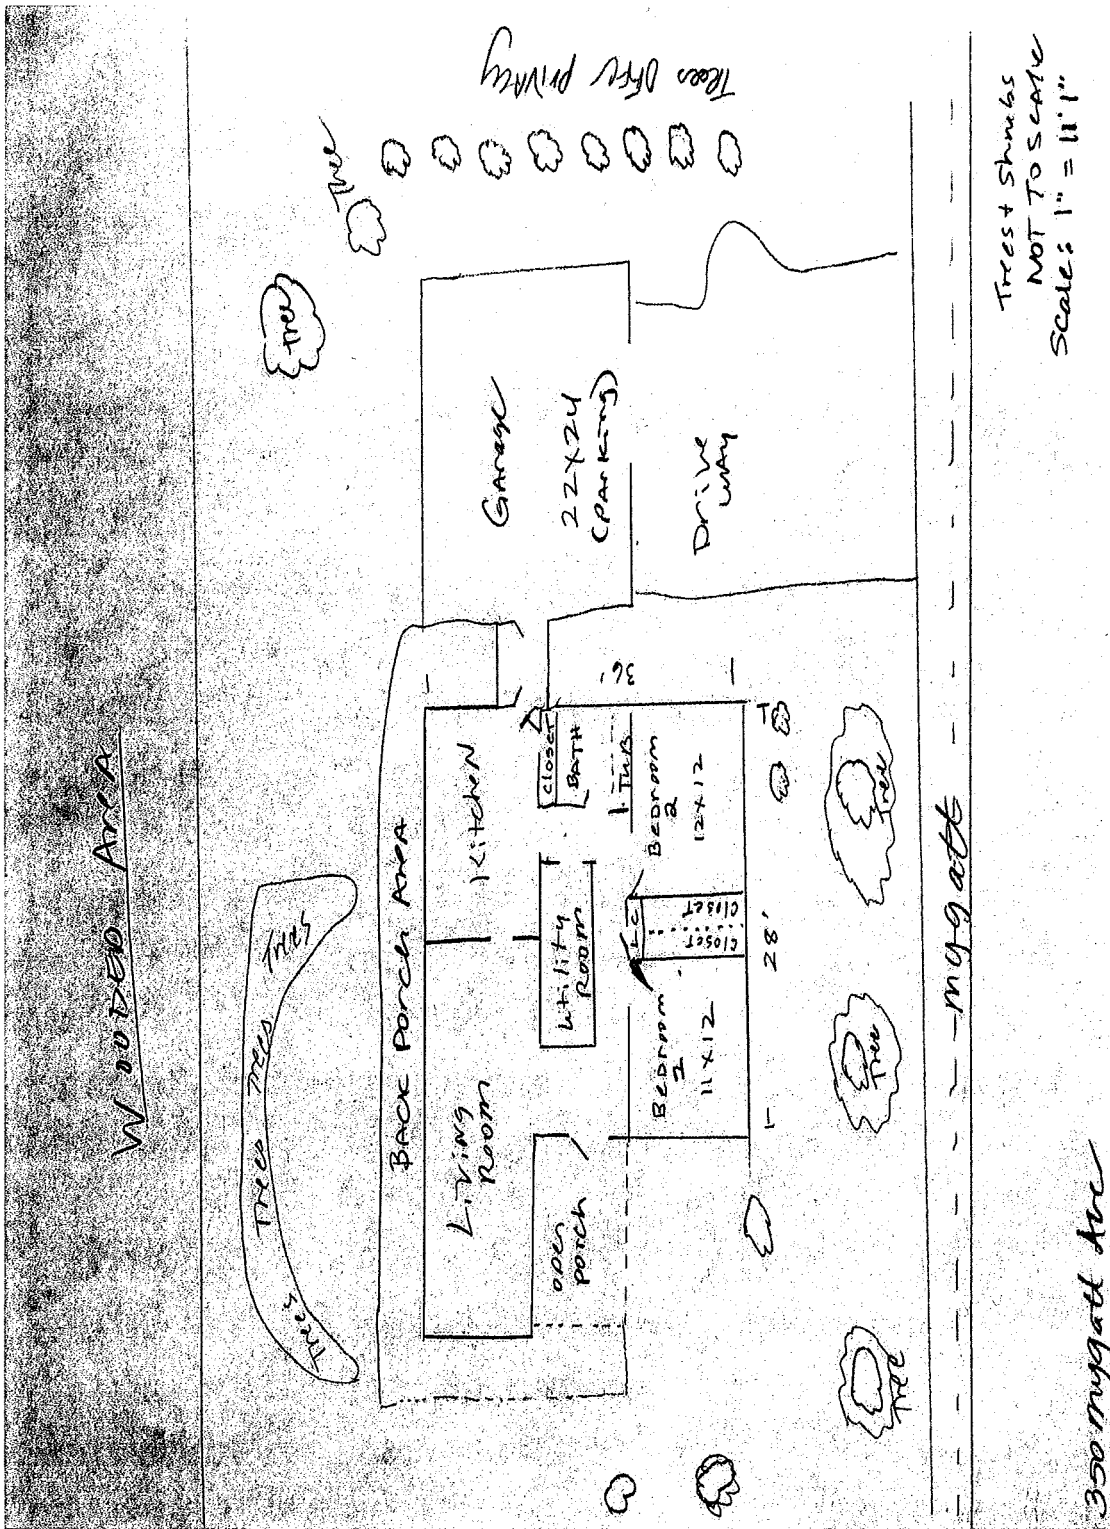 WOODED AreA
Trees Trees Trees Trees
Trees
BACK PORCH AreA
Living
Room
Kitchen
Garage
22X24
(PArking)
Tree
Tree
Trees Offer privacy
open
porch
Utility
Room
Closet
BATH
TUB
36'
Drive
WAy
Bedroom
1
11X12
L C
Closet
Closet
Bedroom
2
12X12
28'
Tree
Tree
Tree
mygatt
350 mygatt Ave
Trees + Shrubs
NOT TO SCALE
Scale: 1" = 11'1"